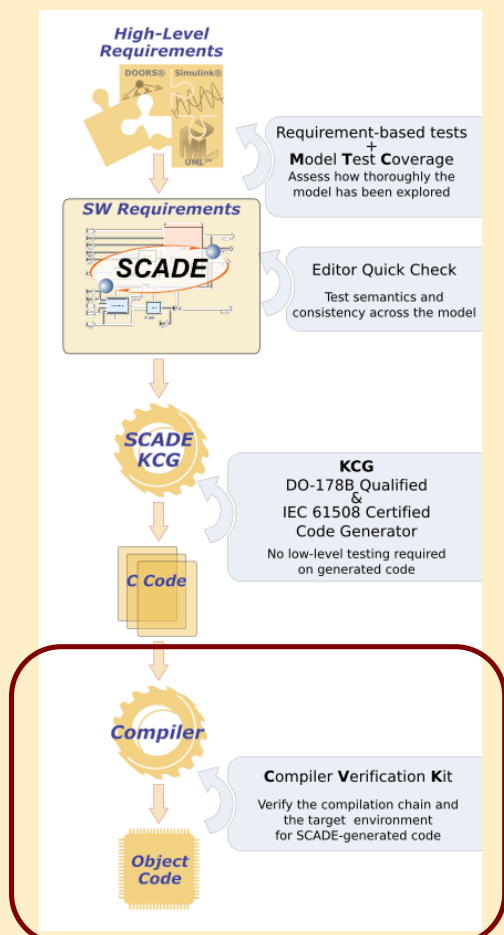 High-Level
Requirements
DOORS®
Simulink®
UML™
Requirement-based tests
+
Model Test Coverage
Assess how thoroughly the
model has been explored
SW Requirements
SCADE
Editor Quick Check
Test semantics and
consistency across the model
SCADE
KCG
KCG
DO-178B Qualified
&
IEC 61508 Certified
Code Generator
No low-level testing required
on generated code
C Code
Compiler
Compiler Verification Kit
Verify the compilation chain and
the target environment
for SCADE-generated code
Object
Code